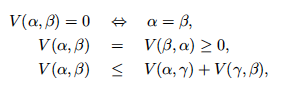 V(α, β) = 0 ⇔ α = β,
V(α, β) = V(β, α) ≥ 0,
V(α, β) ≤ V(α, γ) + V(γ, β),